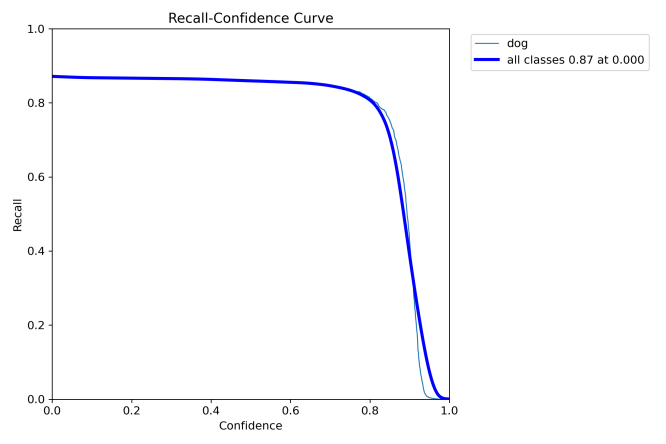 Recall-Confidence Curve
dog
all classes 0.87 at 0.000
1.0
0.8
0.6
0.4
0.2
0.0
Recall
0.0 0.2 0.4 0.6 0.8 1.0
Confidence